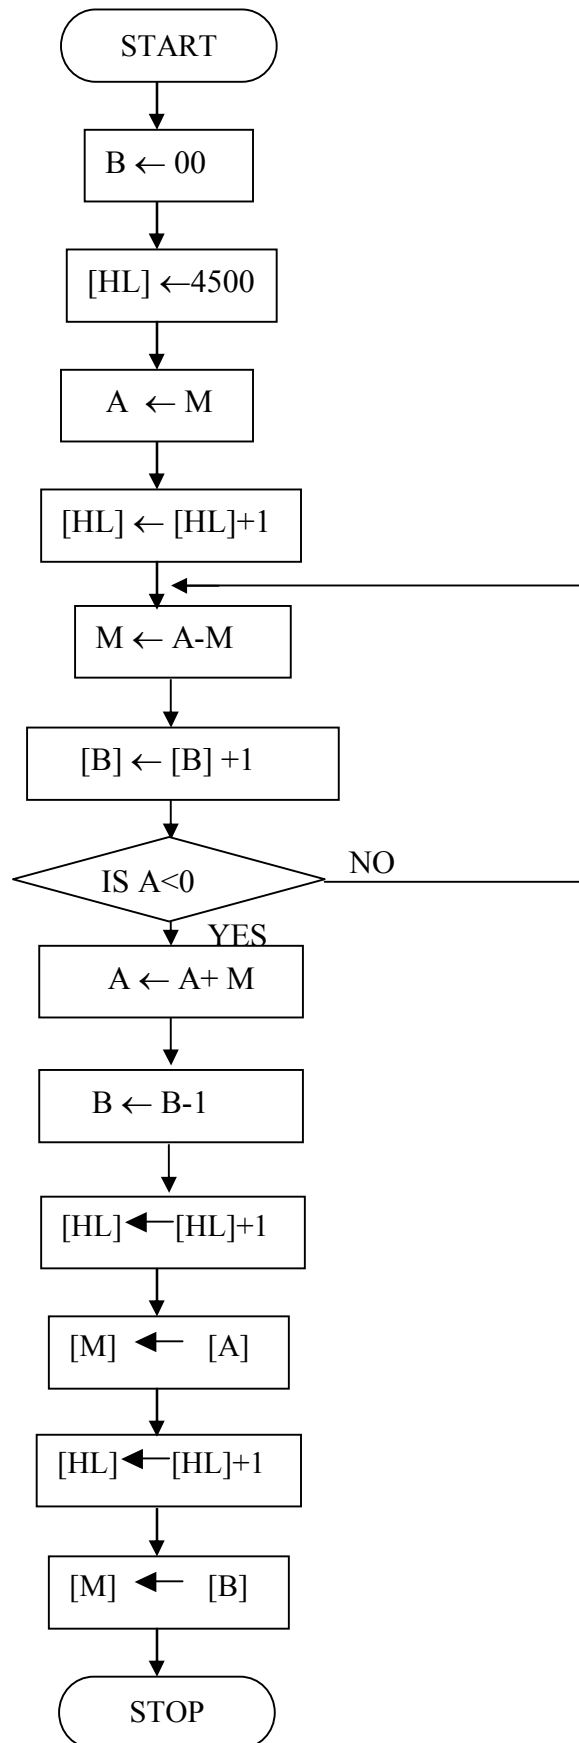 START
B ← 00
[HL] ←4500
A ← M
[HL] ← [HL]+1
M ← A-M
[B] ← [B] +1
IS A<0
NO
YES
A ← A+ M
B ← B-1
[HL] ← [HL]+1
[M] ← [A]
[HL] ← [HL]+1
[M] ← [B]
STOP